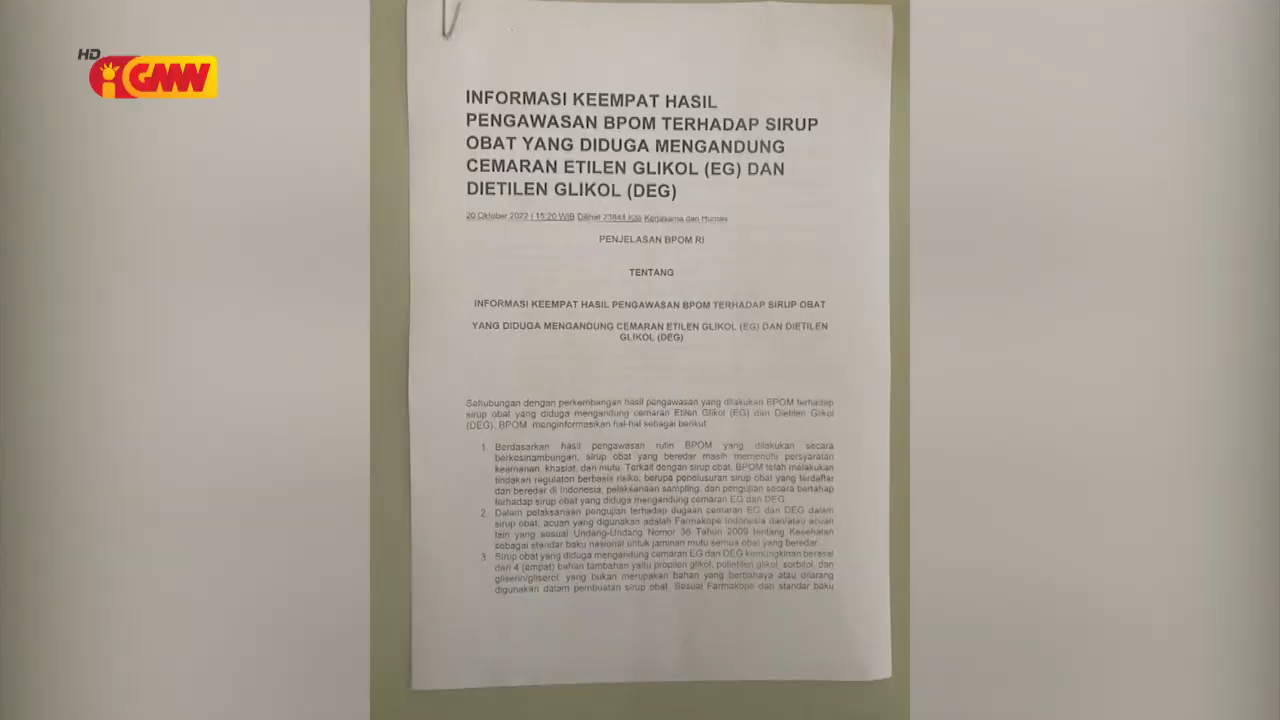 HD
iGMW
INFORMASI KEEMPAT HASIL
PENGAWASAN BPOM TERHADAP SIRUP
OBAT YANG DIDUGA MENGANDUNG
CEMARAN ETILEN GLIKOL (EG) DAN
DIETILEN GLIKOL (DEG)
20 Oktober 2022 | 15:20 WIB Dilihat 23844 Kali Kerjasama dan Humas
PENJELASAN BPOM RI
TENTANG
INFORMASI KEEMPAT HASIL PENGAWASAN BPOM TERHADAP SIRUP OBAT
YANG DIDUGA MENGANDUNG CEMARAN ETILEN GLIKOL (EG) DAN DIETILEN
GLIKOL (DEG)
Sehubungan dengan perkembangan hasil pengawasan yang dilakukan BPOM terhadap
sirup obat yang diduga mengandung cemaran Etilen Glikol (EG) dan Dietilen Glikol
(DEG), BPOM menginformasikan hal-hal sebagai berikut:
1. Berdasarkan hasil pengawasan rutin BPOM yang dilakukan secara
berkesinambungan, sirup obat yang beredar masih memenuhi persyaratan
keamanan, khasiat, dan mutu. Terkait dengan sirup obat, BPOM telah melakukan
tindakan regulatori berbasis risiko, berupa penelusuran sirup obat yang terdaftar
dan beredar di Indonesia, pelaksanaan sampling, dan pengujian secara bertahap
terhadap sirup obat yang diduga mengandung cemaran EG dan DEG.
2. Dalam pelaksanaan pengujian terhadap dugaan cemaran EG dan DEG dalam
sirup obat, acuan yang digunakan adalah Farmakope Indonesia dan/atau acuan
lain yang sesuai Undang-Undang Nomor 36 Tahun 2009 tentang Kesehatan
sebagai standar baku nasional untuk jaminan mutu semua obat yang beredar.
3. Sirup obat yang diduga mengandung cemaran EG dan DEG kemungkinan berasal
dari 4 (empat) bahan tambahan yaitu propilen glikol, polietilen glikol, sorbitol, dan
gliserin/gliserol, yang bukan merupakan bahan yang berbahaya atau dilarang
digunakan dalam pembuatan sirup obat. Sesuai Farmakope dan standar baku